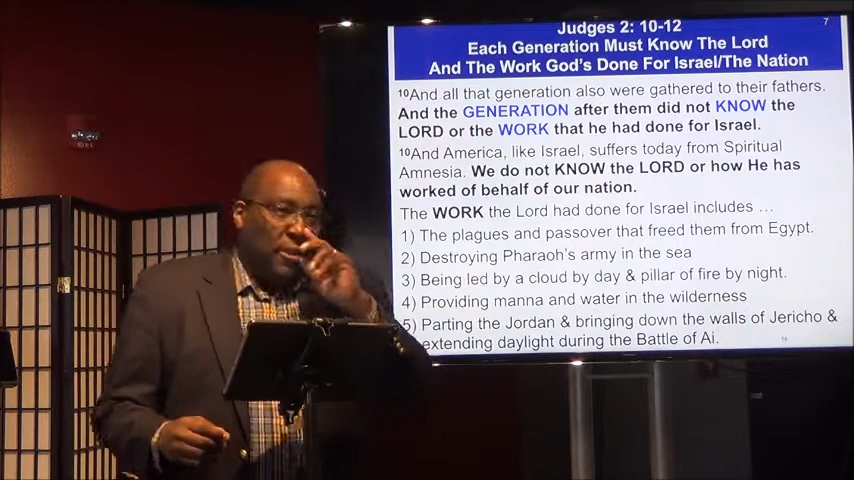 Judges 2: 10-12
7
Each Generation Must Know The Lord
And The Work God's Done For Israel/The Nation
10And all that generation also were gathered to their fathers.
And the GENERATION after them did not KNOW the
LORD or the WORK that he had done for Israel.
10And America, like Israel, suffers today from Spiritual
Amnesia. We do not KNOW the LORD or how He has
worked of behalf of our nation.
The WORK the Lord had done for Israel includes …
1) The plagues and passover that freed them from Egypt.
2) Destroying Pharaoh's army in the sea
3) Being led by a cloud by day & pillar of fire by night.
4) Providing manna and water in the wilderness
5) Parting the Jordan & bringing down the walls of Jericho &
extending daylight during the Battle of Ai.